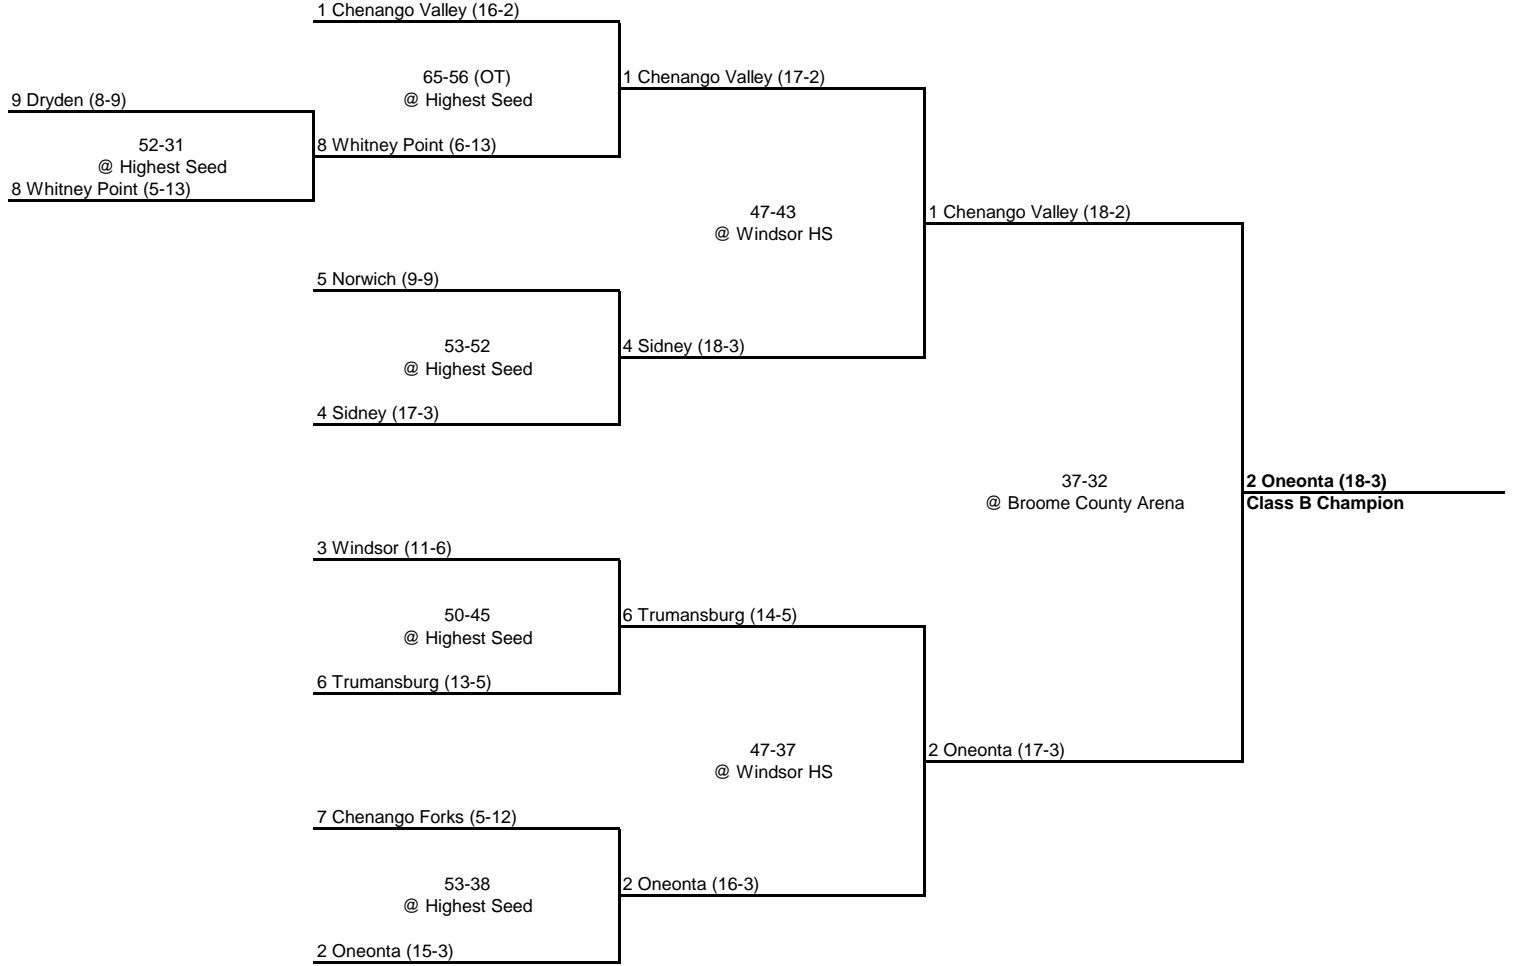 1 Chenango Valley (16-2)
65-56 (OT)
@ Highest Seed
1 Chenango Valley (17-2)
9 Dryden (8-9)
52-31
@ Highest Seed
8 Whitney Point (6-13)
8 Whitney Point (5-13)
47-43
@ Windsor HS
1 Chenango Valley (18-2)
5 Norwich (9-9)
53-52
@ Highest Seed
4 Sidney (18-3)
4 Sidney (17-3)
37-32
@ Broome County Arena
2 Oneonta (18-3)
Class B Champion
3 Windsor (11-6)
50-45
@ Highest Seed
6 Trumansburg (14-5)
6 Trumansburg (13-5)
47-37
@ Windsor HS
2 Oneonta (17-3)
7 Chenango Forks (5-12)
53-38
@ Highest Seed
2 Oneonta (16-3)
2 Oneonta (15-3)